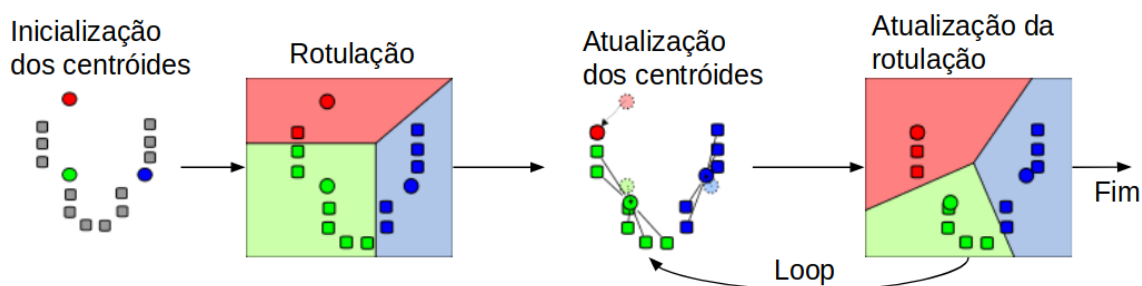 Inicialização
dos centróides
Rotulação
Atualização
dos centróides
Atualização da
rotulação
Fim
Loop